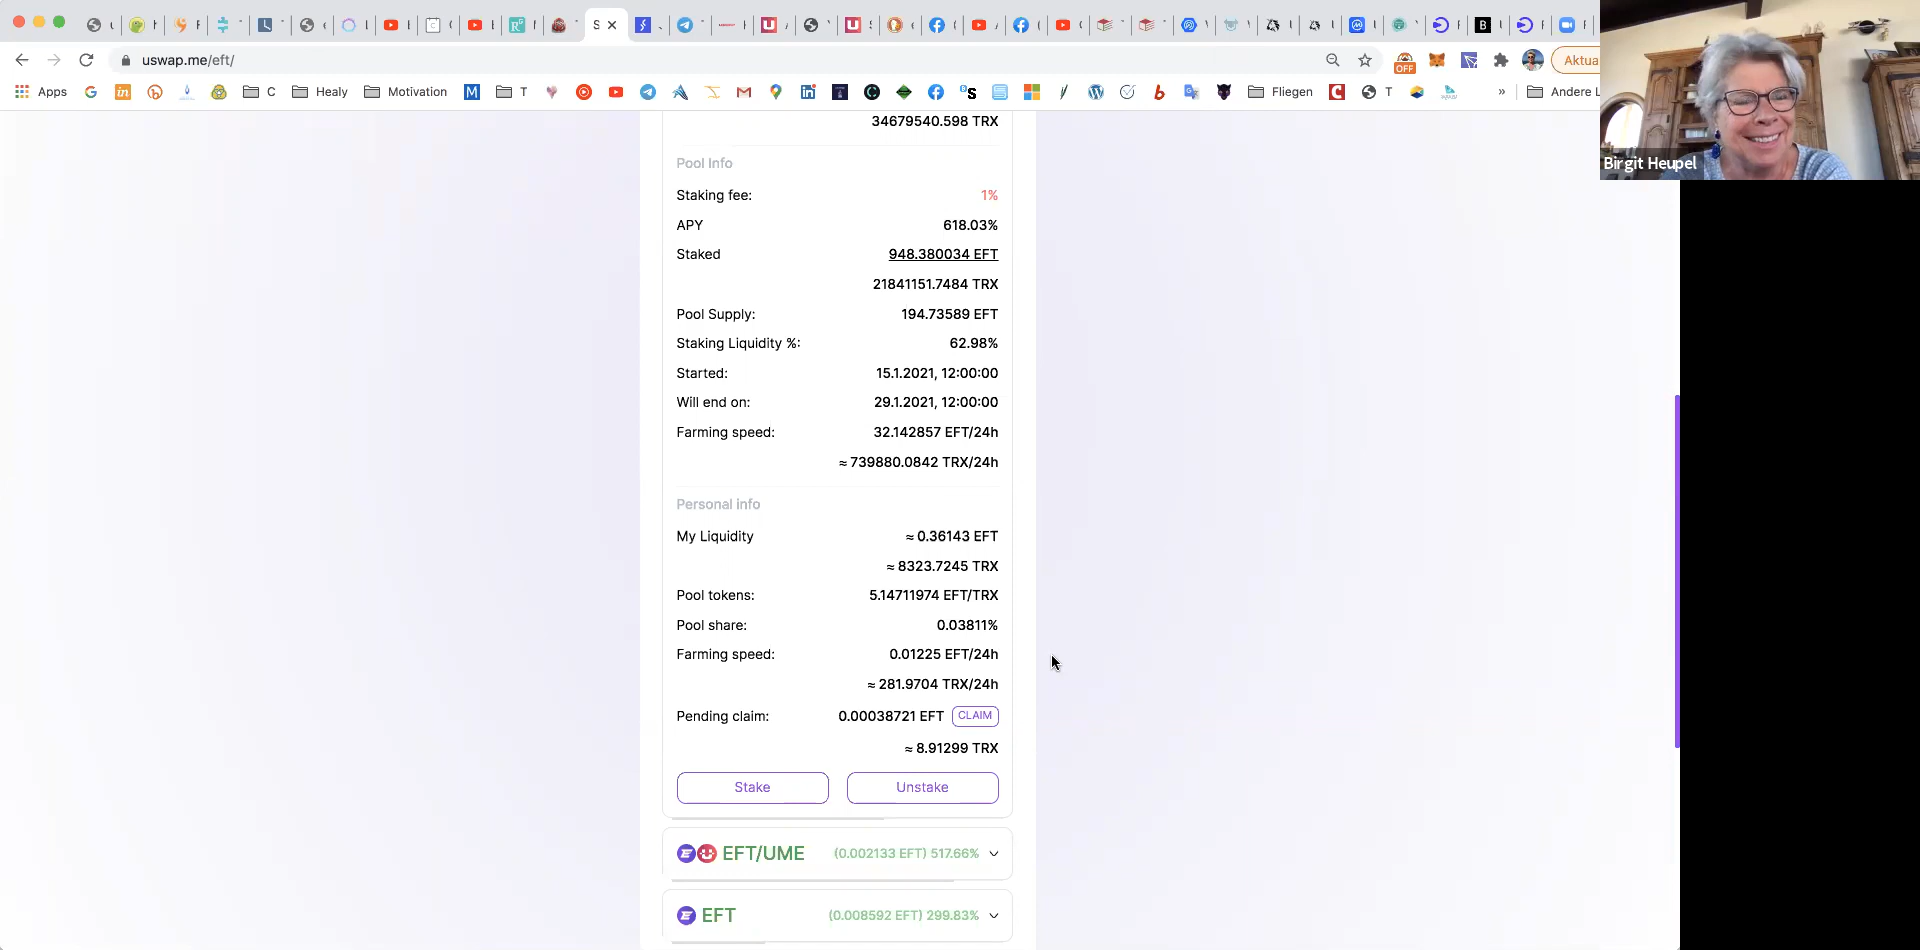 uswap.me/eft/
OFF
Aktua
Apps
C
Healy
Motivation
T
Fliegen
T
»
Andere L
Birgit Heupel
34679540.598 TRX
Pool Info
Staking fee: 1%
APY 618.03%
Staked 948.380034 EFT
21841151.7484 TRX
Pool Supply: 194.73589 EFT
Staking Liquidity %: 62.98%
Started: 15.1.2021, 12:00:00
Will end on: 29.1.2021, 12:00:00
Farming speed: 32.142857 EFT/24h
≈ 739880.0842 TRX/24h
Personal info
My Liquidity ≈ 0.36143 EFT
≈ 8323.7245 TRX
Pool tokens: 5.14711974 EFT/TRX
Pool share: 0.03811%
Farming speed: 0.01225 EFT/24h
≈ 281.9704 TRX/24h
Pending claim: 0.00038721 EFT CLAIM
≈ 8.91299 TRX
Stake Unstake
EFT/UME (0.002133 EFT) 517.66%
EFT (0.008592 EFT) 299.83%